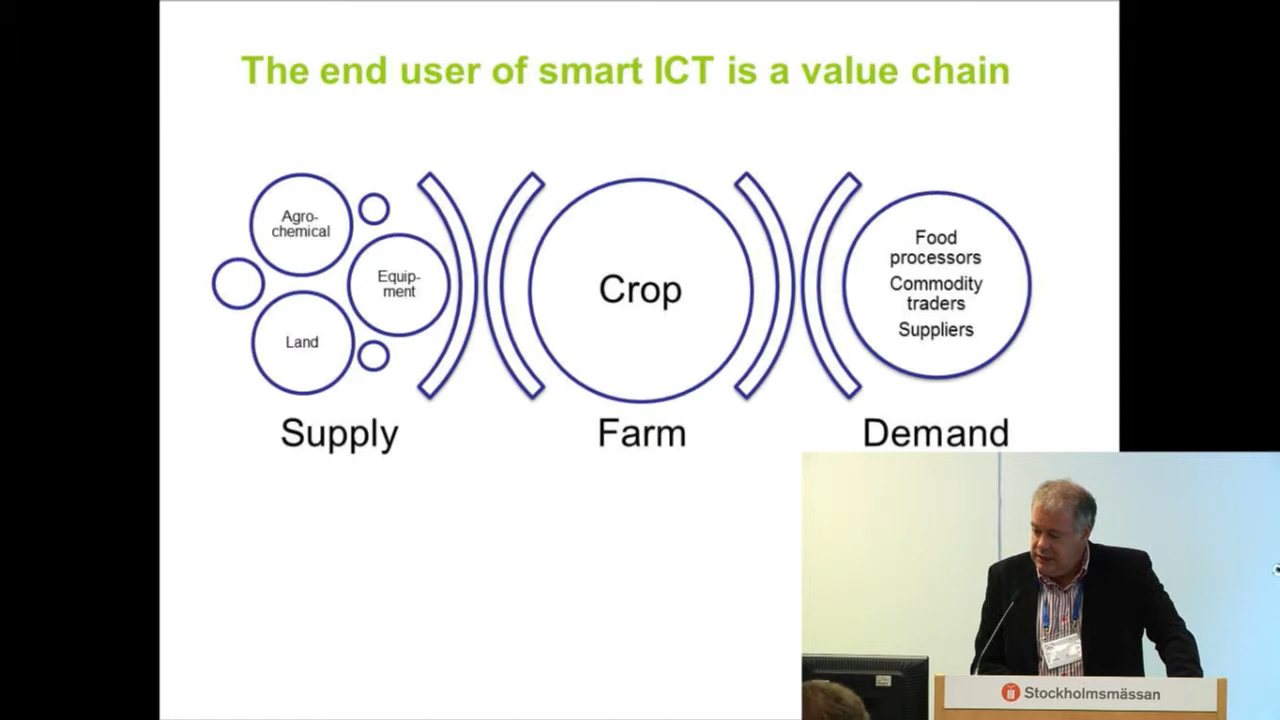 The end user of smart ICT is a value chain
Agro-
chemical
Equip-
ment
Land
Crop
Food
processors
Commodity
traders
Suppliers
Supply
Farm
Demand
Stockholmsmässan